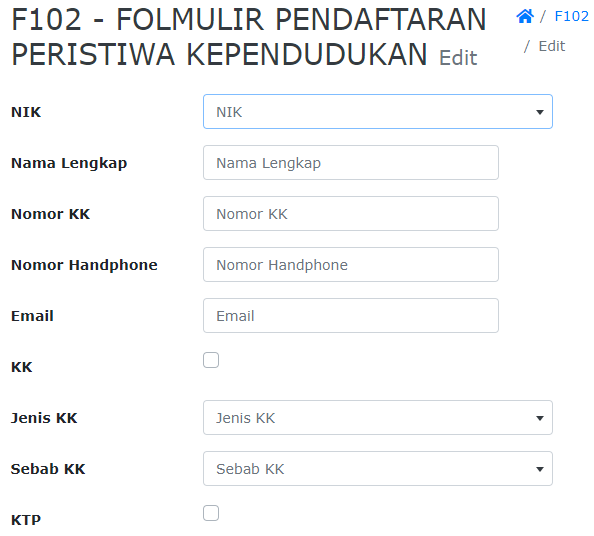 F102 - FOLMULIR PENDAFTARAN
PERISTIWA KEPENDUDUKAN Edit
/ F102
/ Edit
NIK NIK
Nama Lengkap Nama Lengkap
Nomor KK Nomor KK
Nomor Handphone Nomor Handphone
Email Email
KK
Jenis KK Jenis KK
Sebab KK Sebab KK
KTP